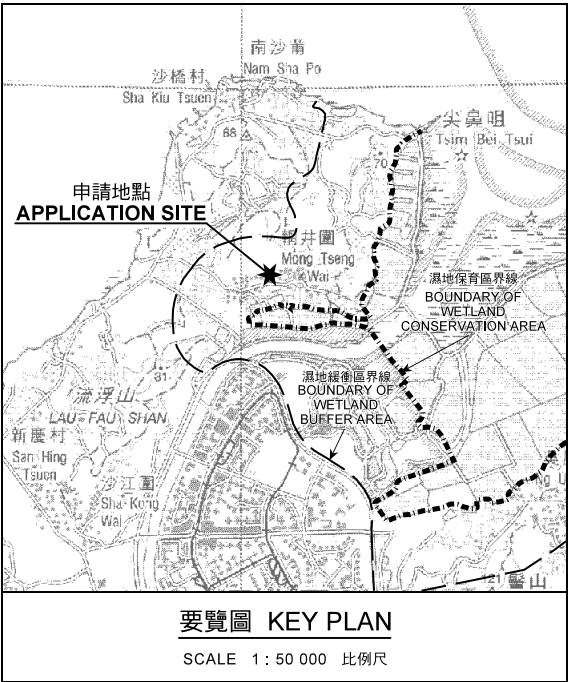 南沙莆
Nam Sha Po
沙橋村
Sha Kiu Tsuen
68
尖鼻咀
Tsim Bei Tsui
70
申請地點
APPLICATION SITE
輞井圍
Mong Tseng
Wai
濕地保育區界線
BOUNDARY OF
WETLAND
CONSERVATION AREA
濕地緩衝區界線
BOUNDARY OF
WETLAND
BUFFER AREA
31
流浮山
LAU FAU SHAN
新慶村
San Hing
Tsuen
沙江圍
Sha Kong
Wai
121
要覽圖 KEY PLAN
SCALE 1 : 50 000 比例尺